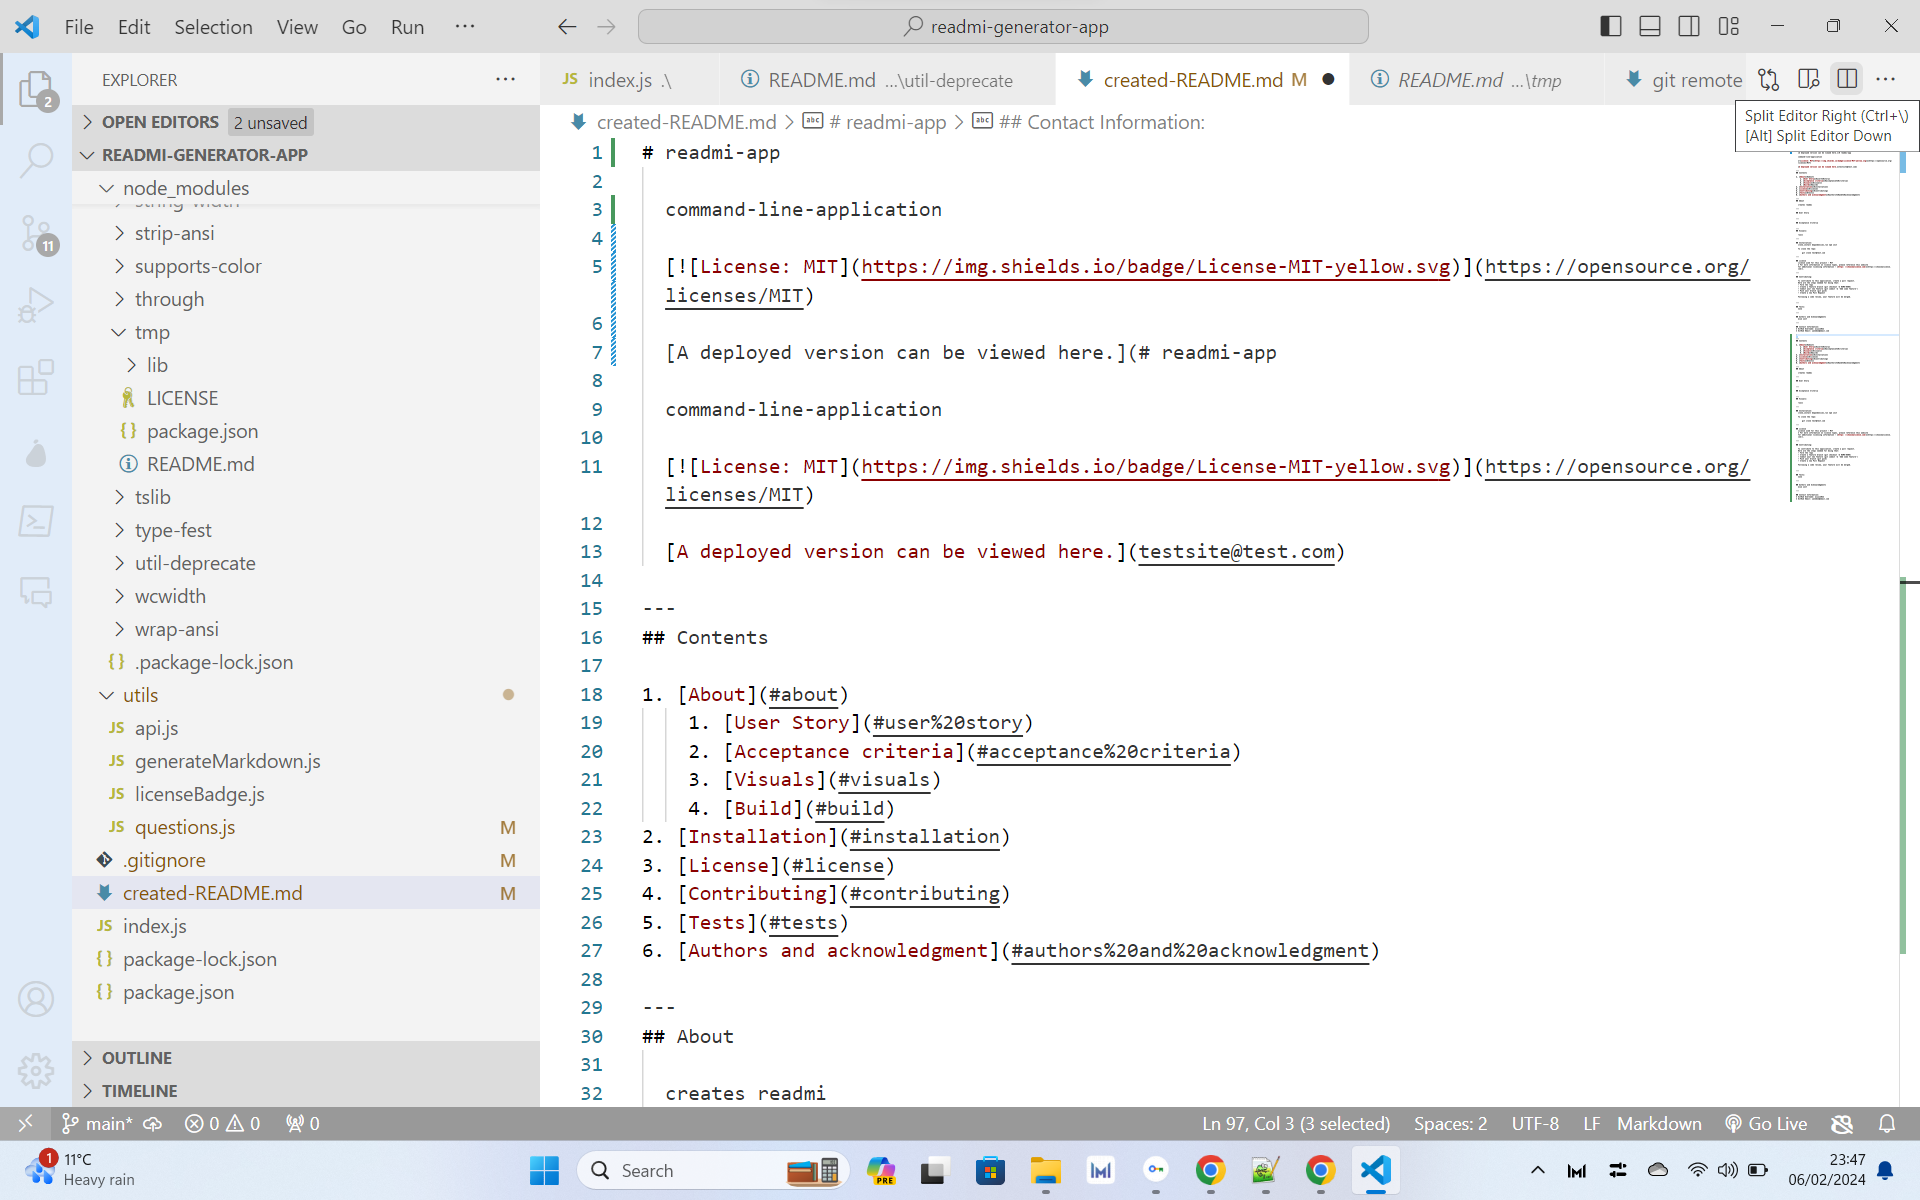 File Edit Selection View Go Run ··· readmi-generator-app
EXPLORER
OPEN EDITORS 2 unsaved
READMI-GENERATOR-APP
node_modules
string-width
strip-ansi
supports-color
through
tmp
lib
LICENSE
package.json
README.md
tslib
type-fest
util-deprecate
wcwidth
wrap-ansi
.package-lock.json
utils
JS api.js
JS generateMarkdown.js
JS licenseBadge.js
JS questions.js M
.gitignore M
created-README.md M
JS index.js
package-lock.json
package.json
OUTLINE
TIMELINE
2
11
JS index.js .\ README.md ...\util-deprecate created-README.md M README.md ...\tmp git remote
Split Editor Right (Ctrl+\)
[Alt] Split Editor Down
created-README.md > # readmi-app > ## Contact Information:
1 # readmi-app
2
3 command-line-application
4
5 [![License: MIT](https://img.shields.io/badge/License-MIT-yellow.svg)](https://opensource.org/
licenses/MIT)
6
7 [A deployed version can be viewed here.](# readmi-app
8
9 command-line-application
10
11 [![License: MIT](https://img.shields.io/badge/License-MIT-yellow.svg)](https://opensource.org/
licenses/MIT)
12
13 [A deployed version can be viewed here.](testsite@test.com)
14
15 ---
16 ## Contents
17
18 1. [About](#about)
19 1. [User Story](#user%20story)
20 2. [Acceptance criteria](#acceptance%20criteria)
21 3. [Visuals](#visuals)
22 4. [Build](#build)
23 2. [Installation](#installation)
24 3. [License](#license)
25 4. [Contributing](#contributing)
26 5. [Tests](#tests)
27 6. [Authors and acknowledgment](#authors%20and%20acknowledgment)
28
29 ---
30 ## About
31
32 creates readmi
main* 0 0 0 Ln 97, Col 3 (3 selected) Spaces: 2 UTF-8 LF Markdown Go Live
1 11°C
Heavy rain
Search
PRE
23:47
06/02/2024